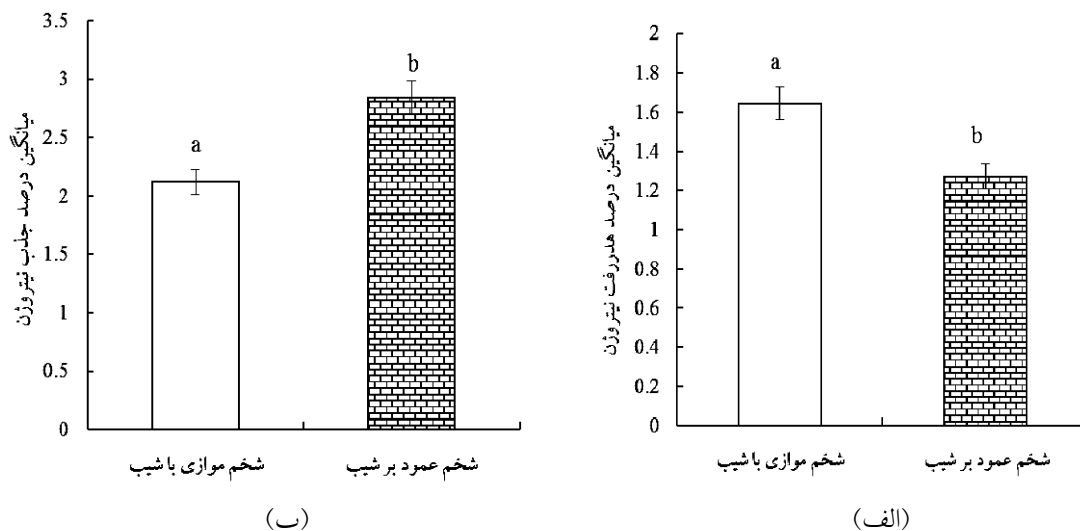 میانگین درصد هدررفت نیتروژن
2
1.8
1.6
1.4
1.2
1
0.8
0.6
0.4
0.2
0
a
b
شخم موازی با شیب
شخم عمود بر شیب
(الف)
میانگین درصد جذب نیتروژن
3.5
3
2.5
2
1.5
1
0.5
0
a
b
شخم موازی با شیب
شخم عمود بر شیب
(ب)